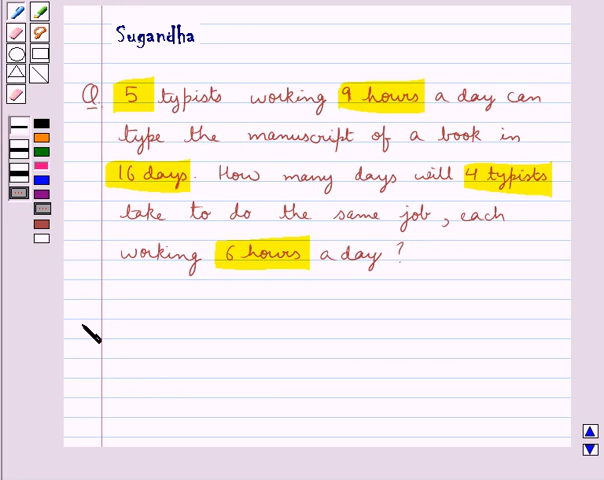 Sugandha
Q. 5 typists working 9 hours a day can
type the manuscript of a book in
16 days. How many days will 4 typists
take to do the same job, each
working 6 hours a day?